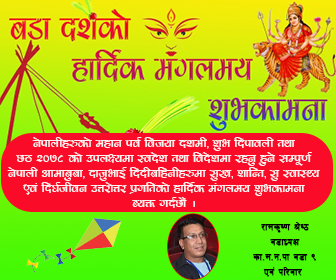 बडा दशैंको
हार्दिक मंगलमय
शुभकामना
नेपालीहरुको महान पर्व विजया दशमी, शुभ दिपावली तथा
छठ २०७८ को उपलक्ष्यमा स्वदेश तथा विदेशमा रहनु हुने सम्पूर्ण
नेपाली आमाबुबा, दाजुभाई दिदीबहिनीहरुमा सुख, शान्ति, सु स्वास्थ्य
एवं दिर्घजीवन उत्तरोत्तर प्रगतिको हार्दिक मंगलमय शुभकामना
ब्यक्त गर्दछौं ।
रामकृष्ण श्रेष्ठ
वडाध्यक्ष
का.म.न.पा वडा ९
एवं परिवार